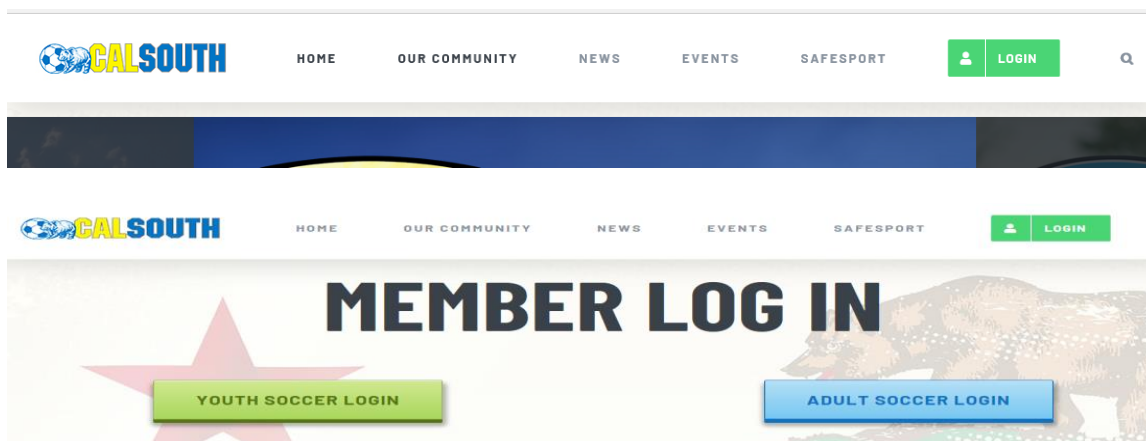 CALSOUTH HOME OUR COMMUNITY NEWS EVENTS SAFESPORT LOGIN
CALSOUTH HOME OUR COMMUNITY NEWS EVENTS SAFESPORT LOGIN
MEMBER LOG IN
YOUTH SOCCER LOGIN ADULT SOCCER LOGIN